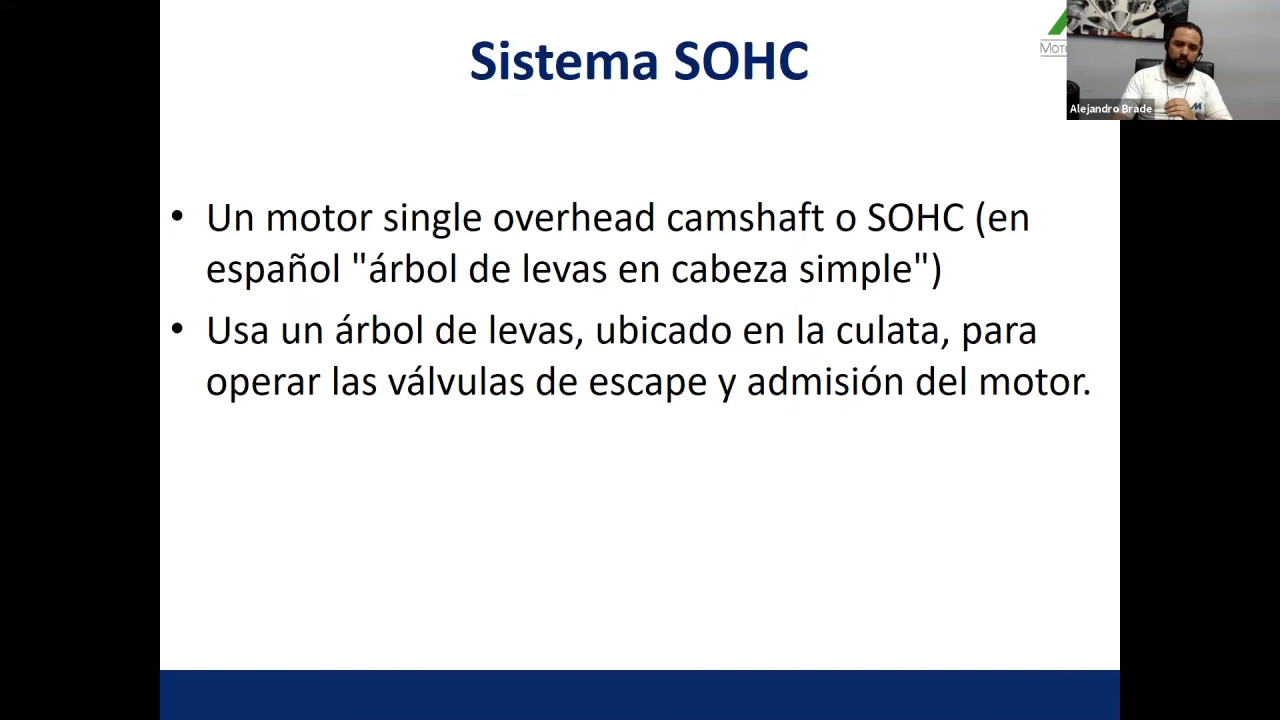 Sistema SOHC
Alejandro Brade
• Un motor single overhead camshaft o SOHC (en
español "árbol de levas en cabeza simple")
• Usa un árbol de levas, ubicado en la culata, para
operar las válvulas de escape y admisión del motor.